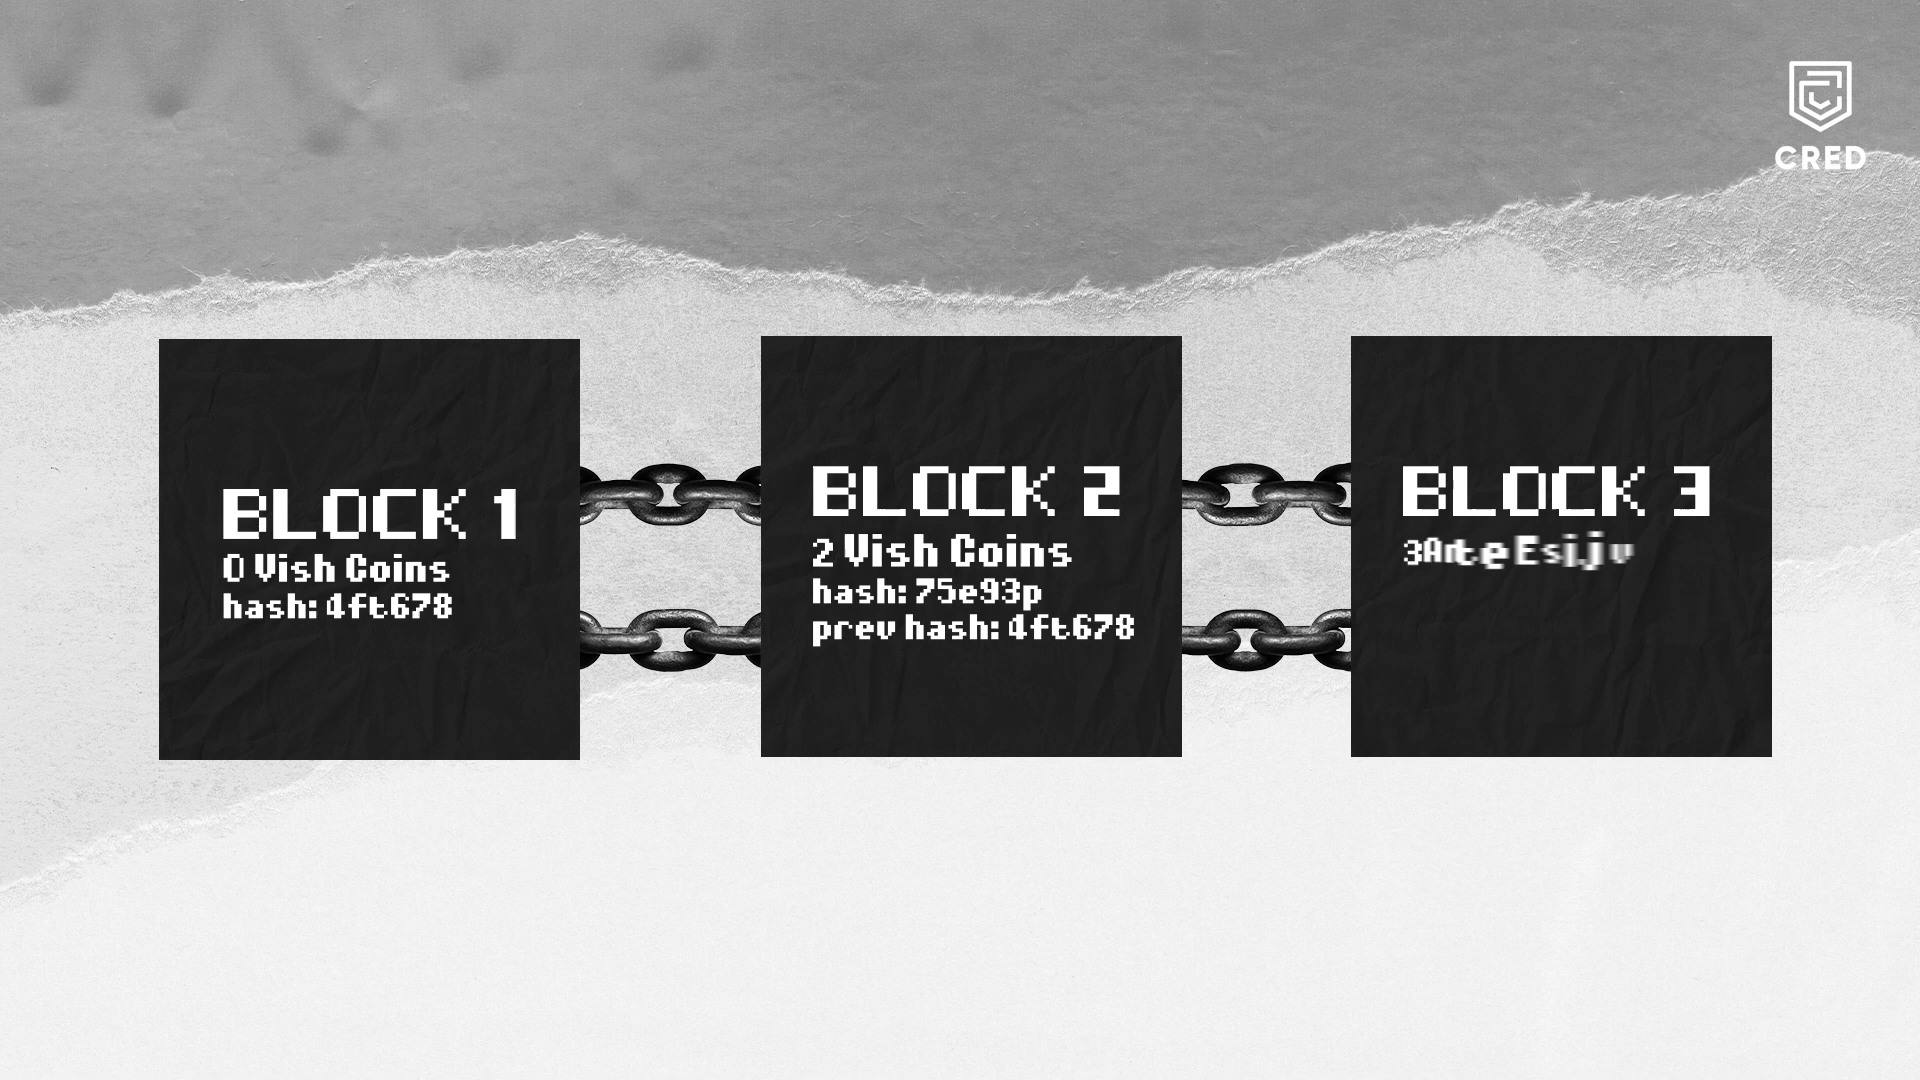 CRED
BLOCK 1
0 Vish Coins
hash: 4ft678
BLOCK 2
2 Vish Coins
hash: 75e93p
prev hash: 4ft678
BLOCK 3